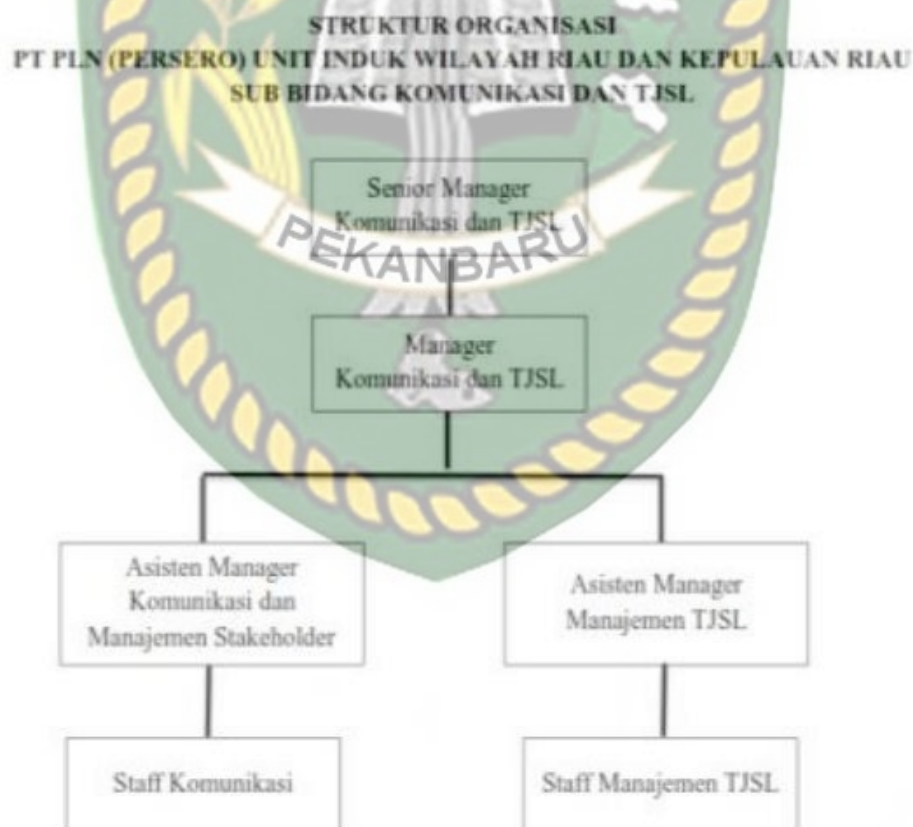 STRUKTUR ORGANISASI
PT PLN (PERSERO) UNIT INDUK WILAYAH RIAU DAN KEPULAUAN RIAU
SUB BIDANG KOMUNIKASI DAN TJSL
Senior Manager
Komunikasi dan TJSL
PEKANBARU
Manager
Komunikasi dan TJSL
Asisten Manager
Komunikasi dan
Manajemen Stakeholder
Asisten Manager
Manajemen TJSL
Staff Komunikasi
Staff Manajemen TJSL